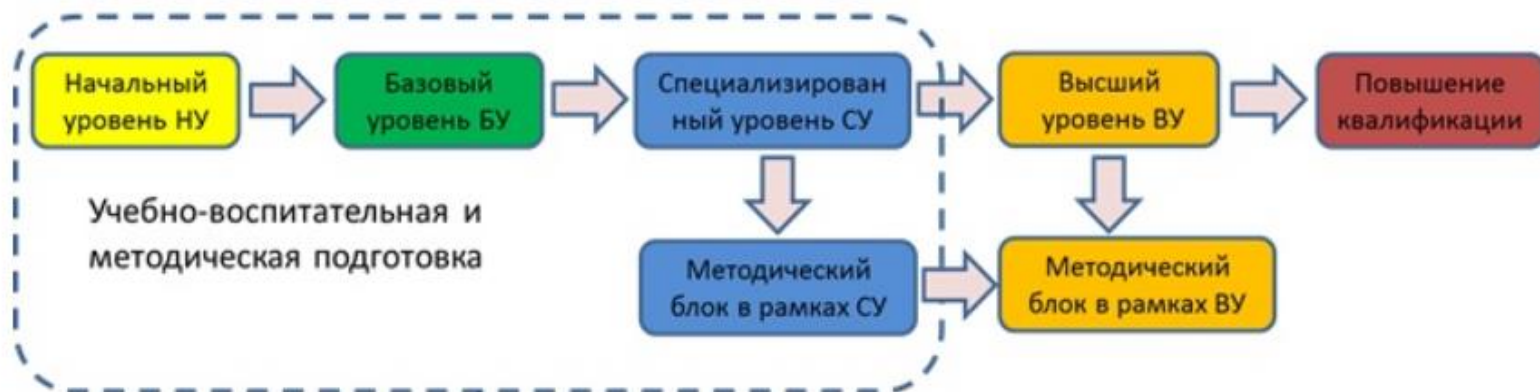 Начальный
уровень НУ
Базовый
уровень БУ
Специализирован
ный уровень СУ
Высший
уровень ВУ
Повышение
квалификации
Учебно-воспитательная и
методическая подготовка
Методический
блок в рамках СУ
Методический
блок в рамках ВУ